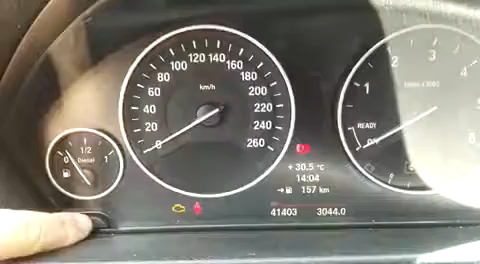 0 1/2 1
Diesel
0 20 40 60 80 100 120 140 160 180 200 220 240 260
km/h
1 2 3 4 5
READY
+30.5 °C
14:04
157 km
41403 3044.0